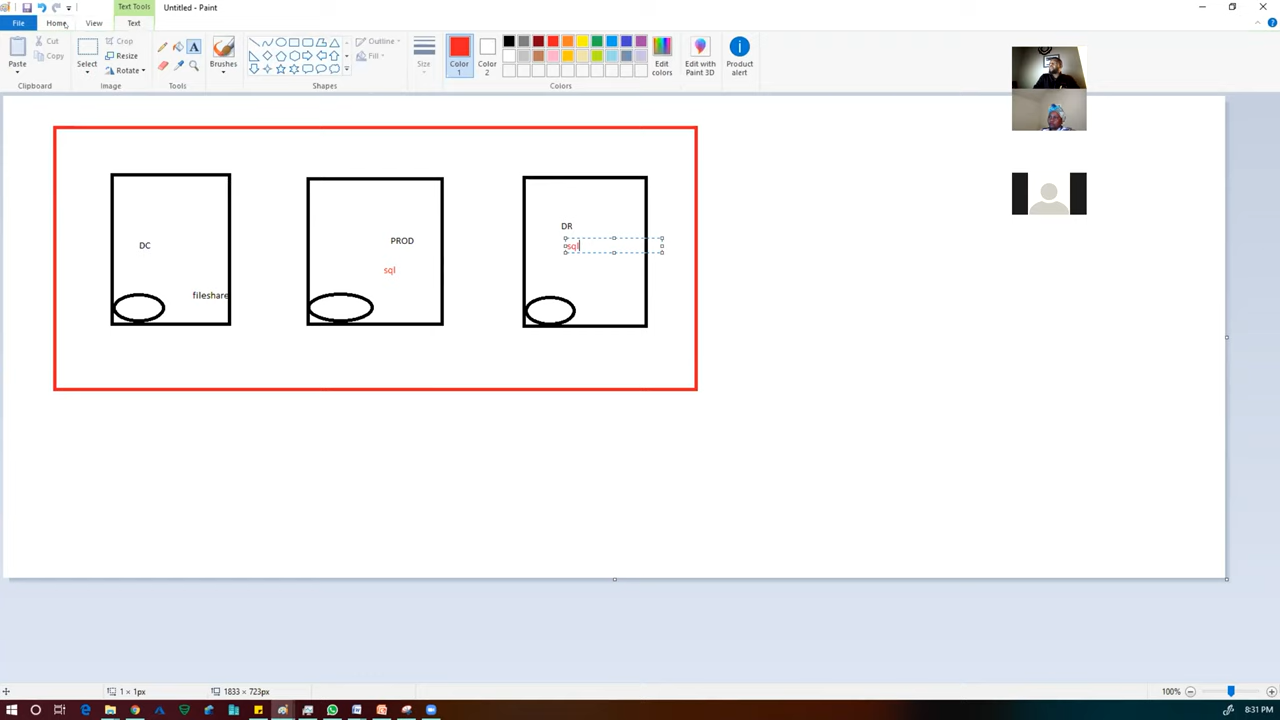 Text Tools
Untitled - Paint
File
Home
View
Text
Paste
Cut
Copy
Clipboard
Select
Crop
Resize
Rotate
Image
A
Tools
Brushes
Shapes
Outline
Fill
Size
Color
1
Color
2
Edit
colors
Colors
Edit with
Paint 3D
Product
alert
DC
fileshare
PROD
sql
DR
sql
1 × 1px
1833 × 723px
100%
8:31 PM